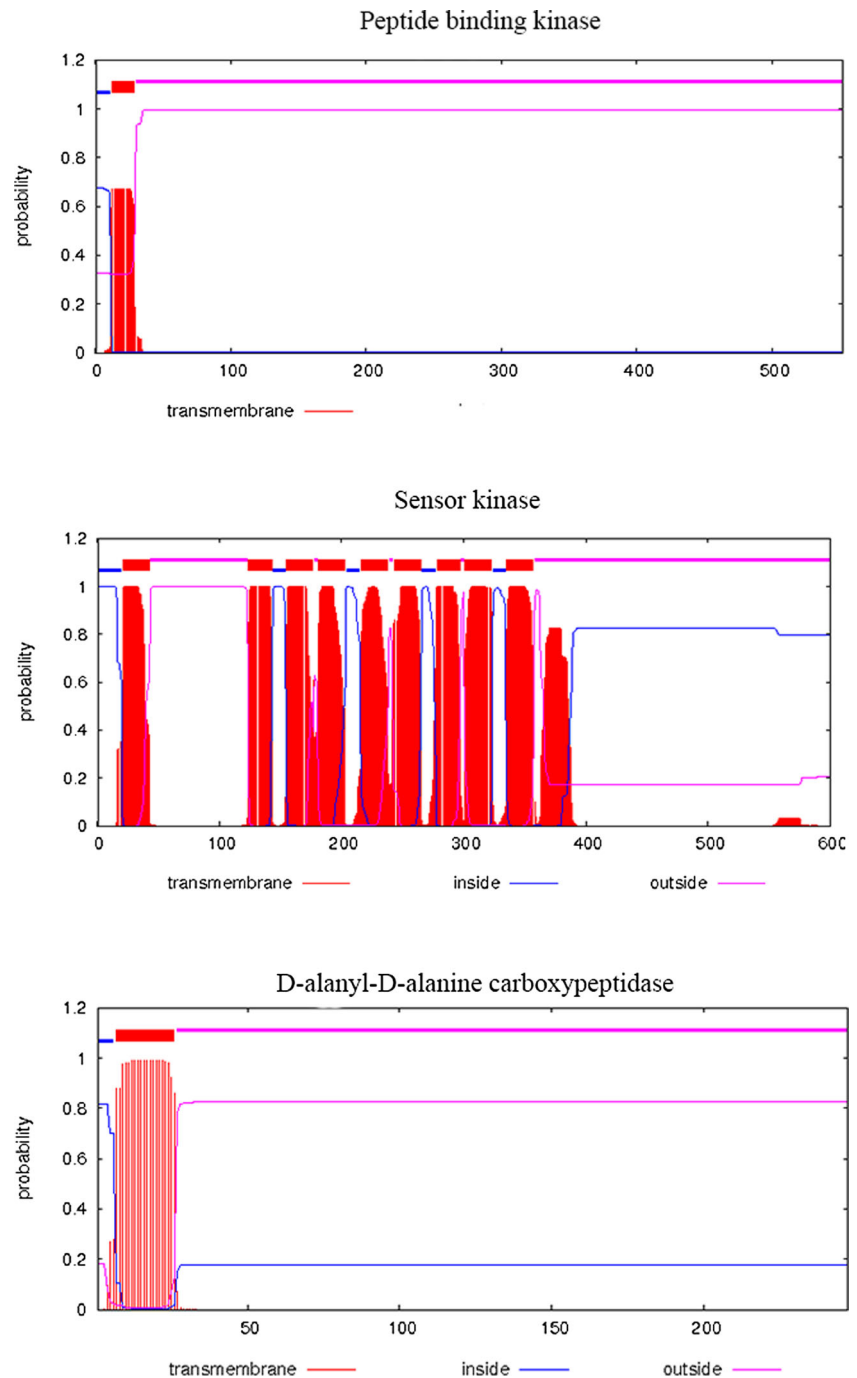 Peptide binding kinase
1.2
1
0.8
0.6
0.4
0.2
0
probability
0 100 200 300 400 500
transmembrane
Sensor kinase
1.2
1
0.8
0.6
0.4
0.2
0
probability
0 100 200 300 400 500 600
transmembrane inside outside
D-alanyl-D-alanine carboxypeptidase
1.2
1
0.8
0.6
0.4
0.2
0
probability
50 100 150 200
transmembrane inside outside